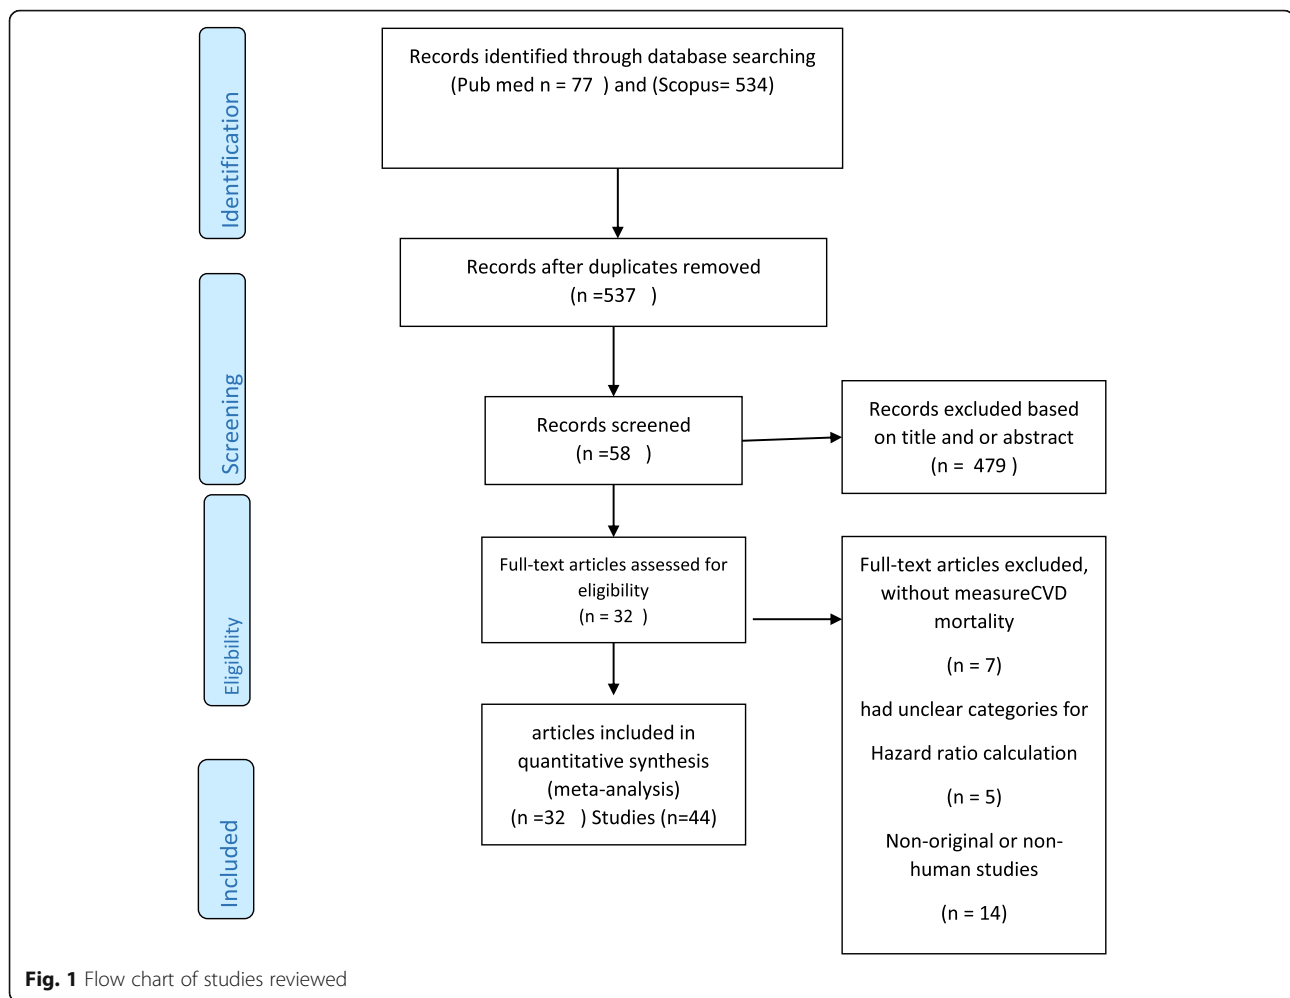 Identification
Records identified through database searching
(Pub med n = 77  ) and (Scopus= 534)
Records after duplicates removed
(n =537   )
Screening
Records screened
(n =58   )
Records excluded based
on title and or abstract
(n =  479 )
Eligibility
Full-text articles assessed for
eligibility
(n = 32  )
Full-text articles excluded,
without measureCVD
mortality
(n = 7)
had unclear categories for
Hazard ratio calculation
(n = 5)
Non-original or non-
human studies
(n = 14)
Included
articles included in
quantitative synthesis
(meta-analysis)
(n =32   ) Studies (n=44)
Fig. 1 Flow chart of studies reviewed